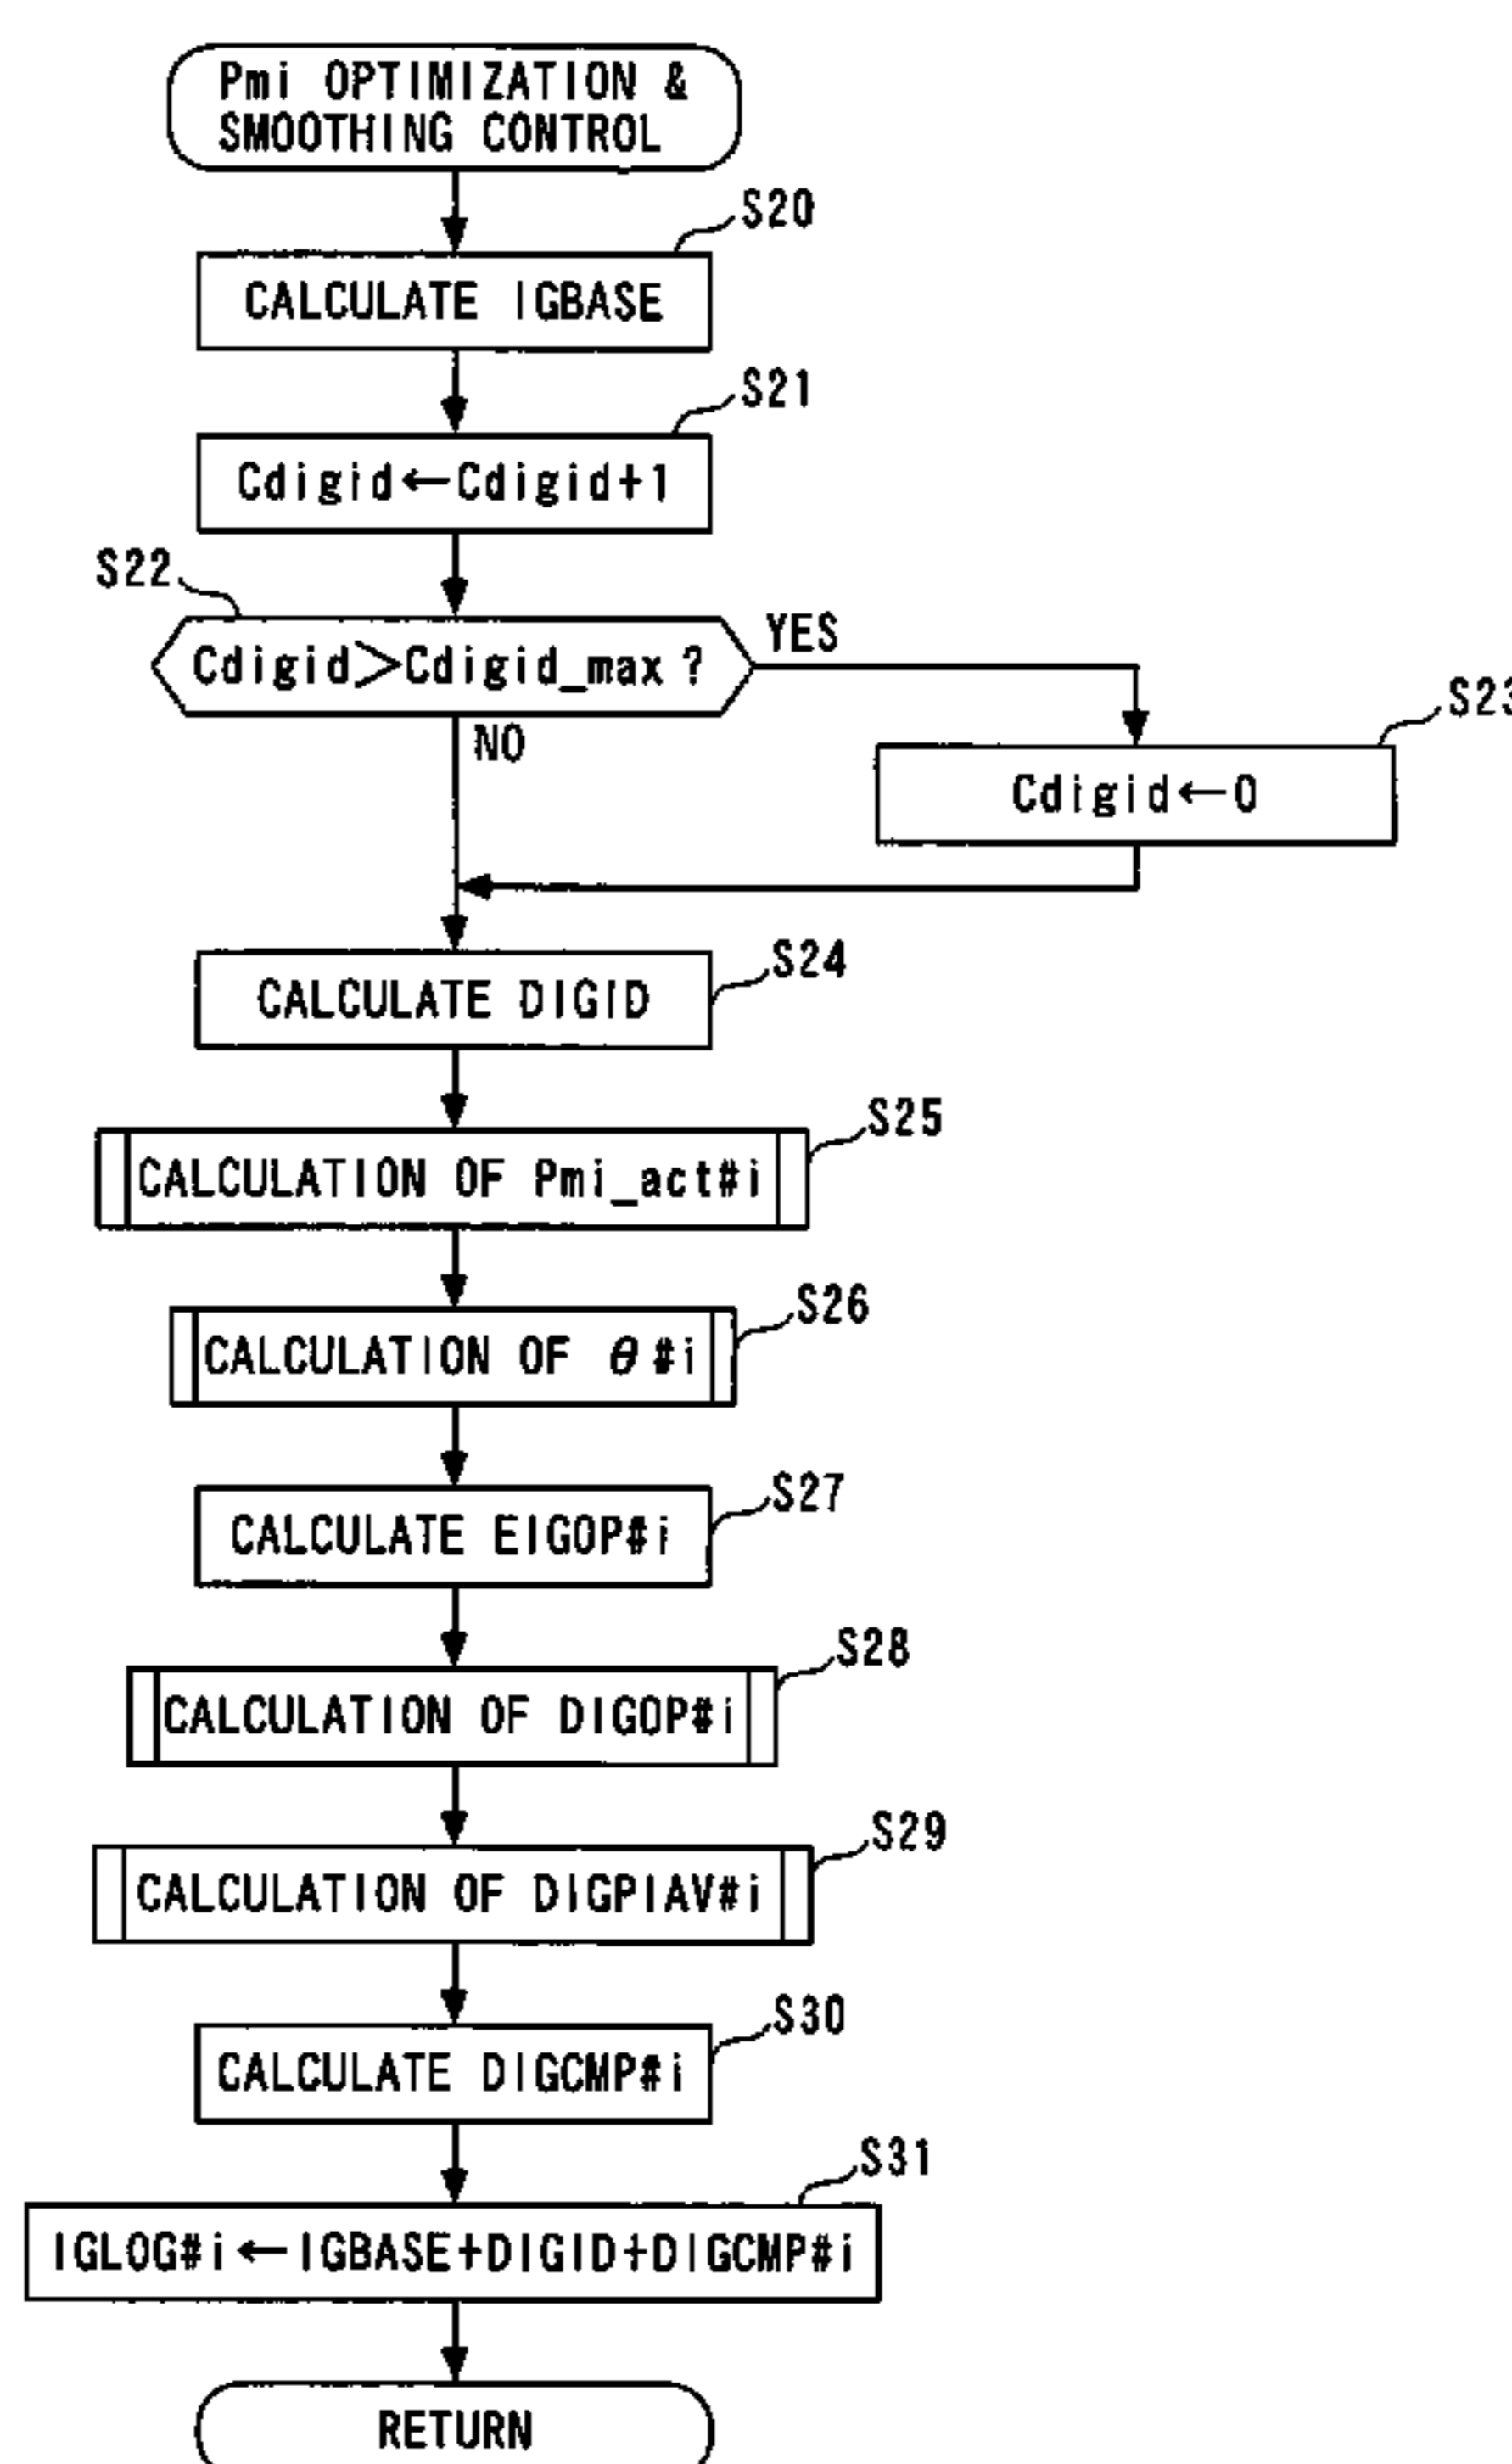 Pmi OPTIMIZATION &
SMOOTHING CONTROL
S20
CALCULATE IGBASE
S21
Cdigid←Cdigid+1
S22
Cdigid>Cdigid_max ?
YES
NO
S23
Cdigid←0
S24
CALCULATE DIGID
S25
CALCULATION OF Pmi_act#i
S26
CALCULATION OF θ #i
S27
CALCULATE EIGOP#i
S28
CALCULATION OF DIGOP#i
S29
CALCULATION OF DIGPIAV#i
S30
CALCULATE DIGCMP#i
S31
IGLOG#i←IGBASE+DIGID+DIGCMP#i
RETURN